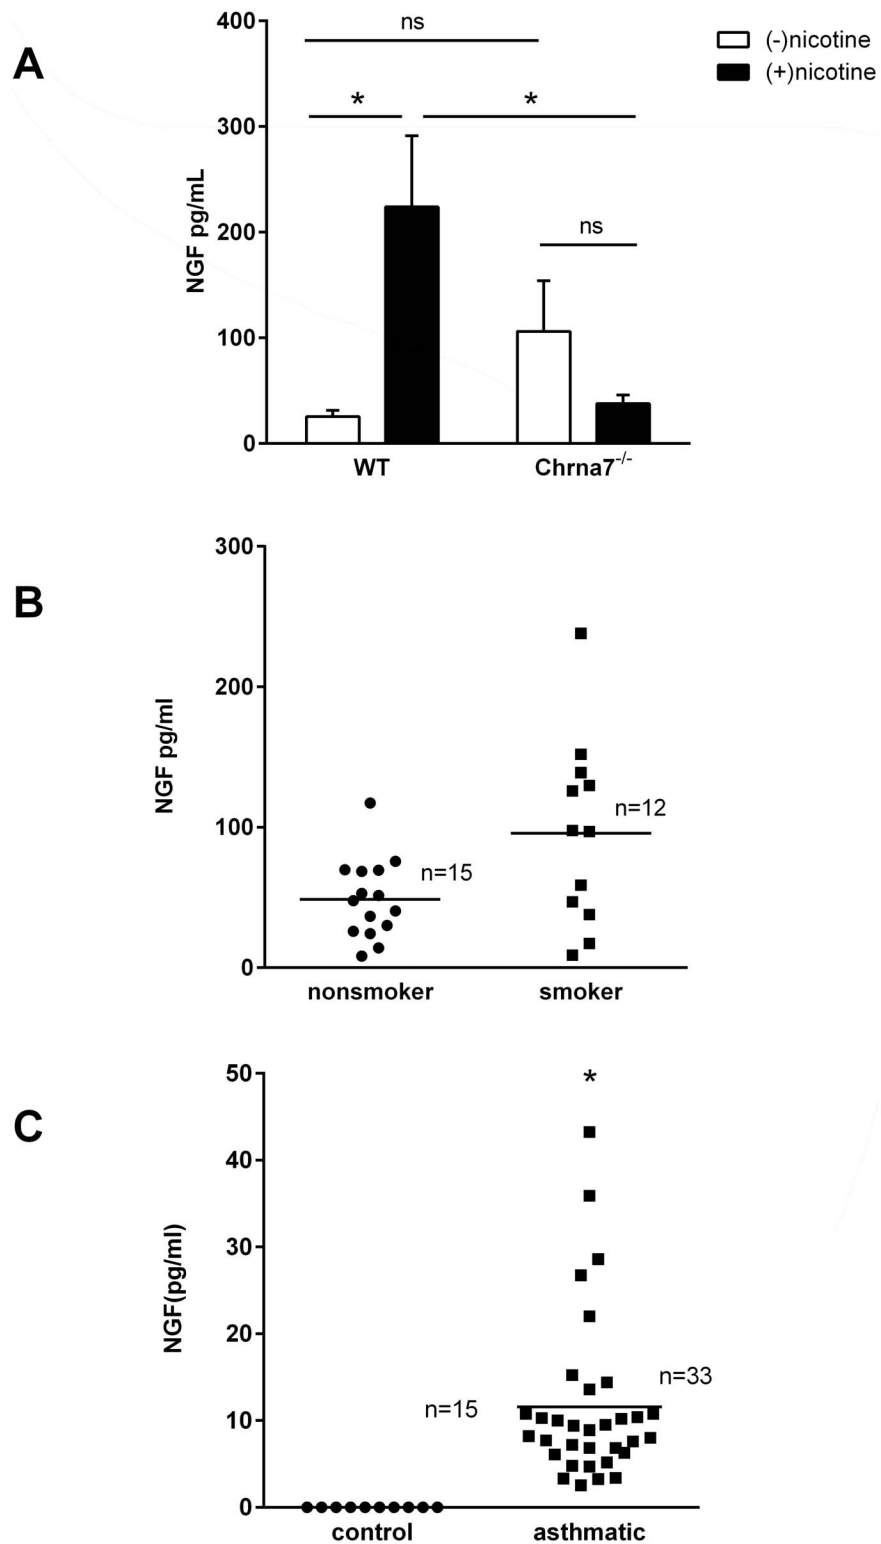 A
400
ns
(-)nicotine
(+)nicotine
*
*
300
NGF pg/mL
200
ns
100
0
WT
Chrna7-/-
B
300
NGF pg/ml
200
n=12
100
n=15
0
nonsmoker
smoker
C
50
*
40
NGF(pg/ml)
30
20
n=33
n=15
10
0
control
asthmatic